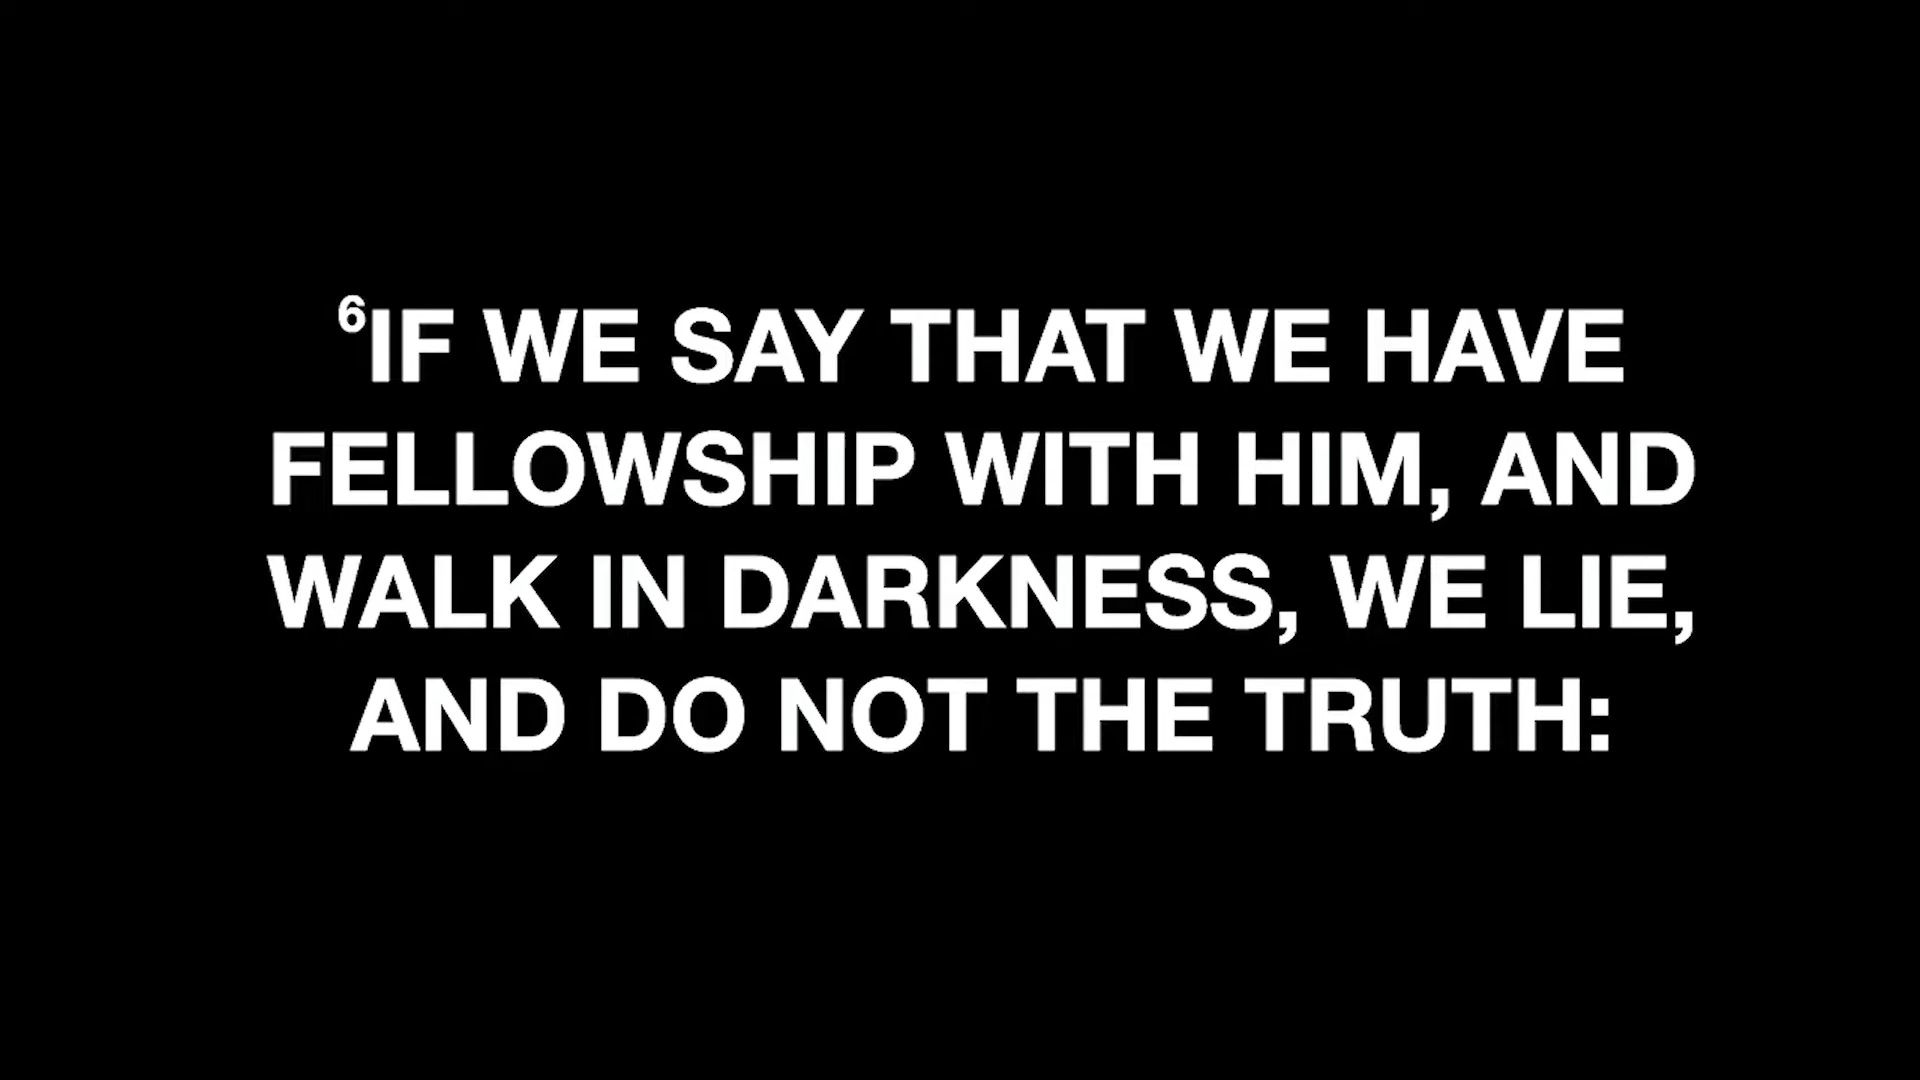 ⁶IF WE SAY THAT WE HAVE
FELLOWSHIP WITH HIM, AND
WALK IN DARKNESS, WE LIE,
AND DO NOT THE TRUTH: